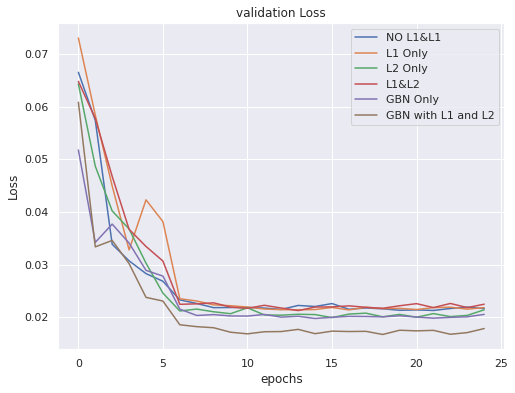 validation Loss
NO L1&L1
L1 Only
L2 Only
L1&L2
GBN Only
GBN with L1 and L2
0.07
0.06
0.05
0.04
0.03
0.02
Loss
0 5 10 15 20 25
epochs